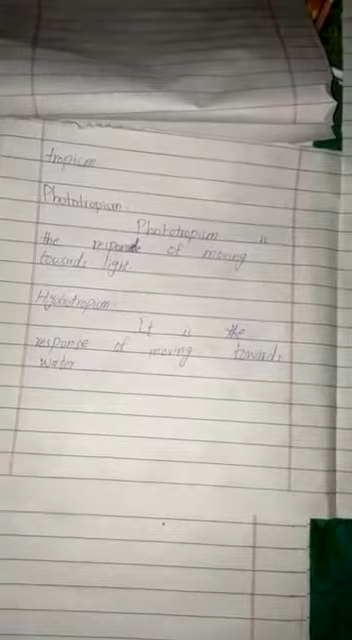 tropism
Phototropism
Phototropism is
the response of moving
towards light.
Hydrotropism
It is the
response of moving towards
water